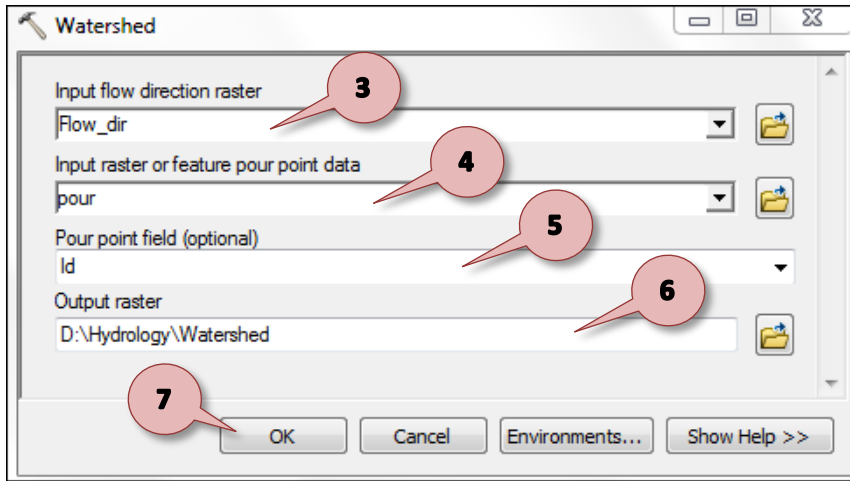 Watershed
3
Input flow direction raster
Flow_dir
4
Input raster or feature pour point data
pour
5
Pour point field (optional)
Id
6
Output raster
D:\Hydrology\Watershed
7
OK Cancel Environments... Show Help >>